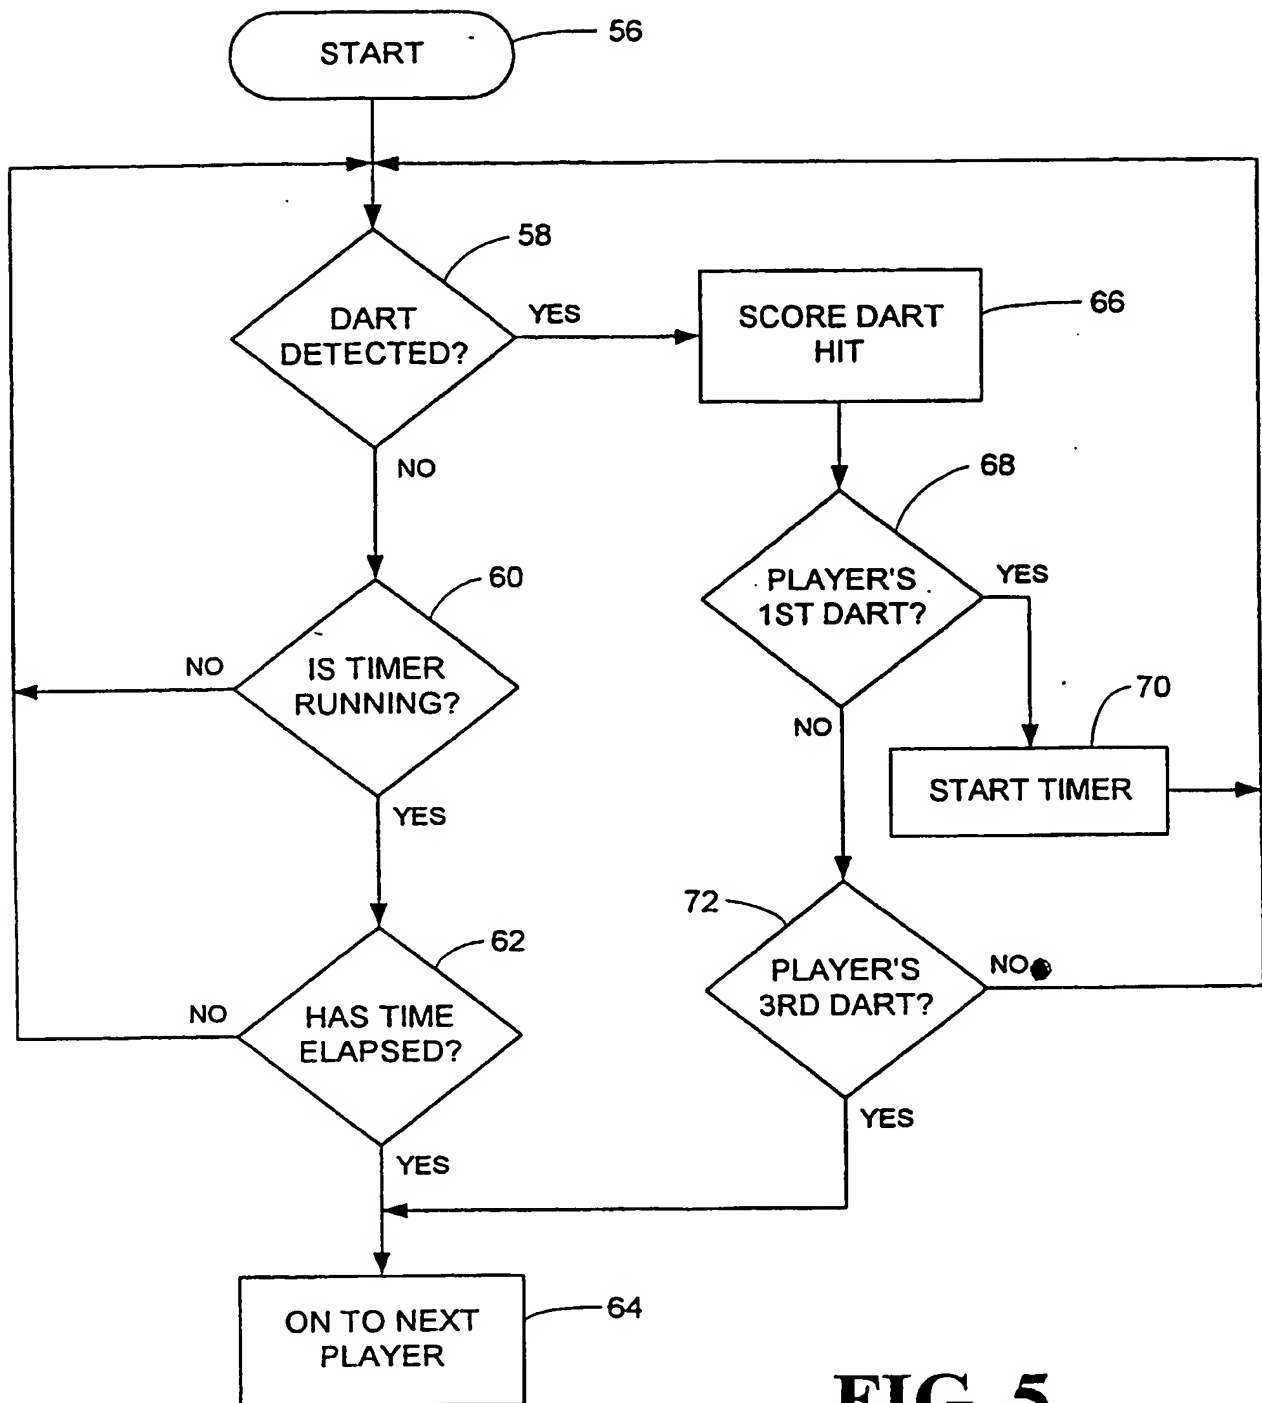 START
56
58
DART
DETECTED?
YES
NO
SCORE DART
HIT
66
68
PLAYER'S
1ST DART?
YES
NO
60
IS TIMER
RUNNING?
NO
YES
70
START TIMER
72
PLAYER'S
3RD DART?
NO
YES
62
HAS TIME
ELAPSED?
NO
YES
ON TO NEXT
PLAYER
64
FIG. 5